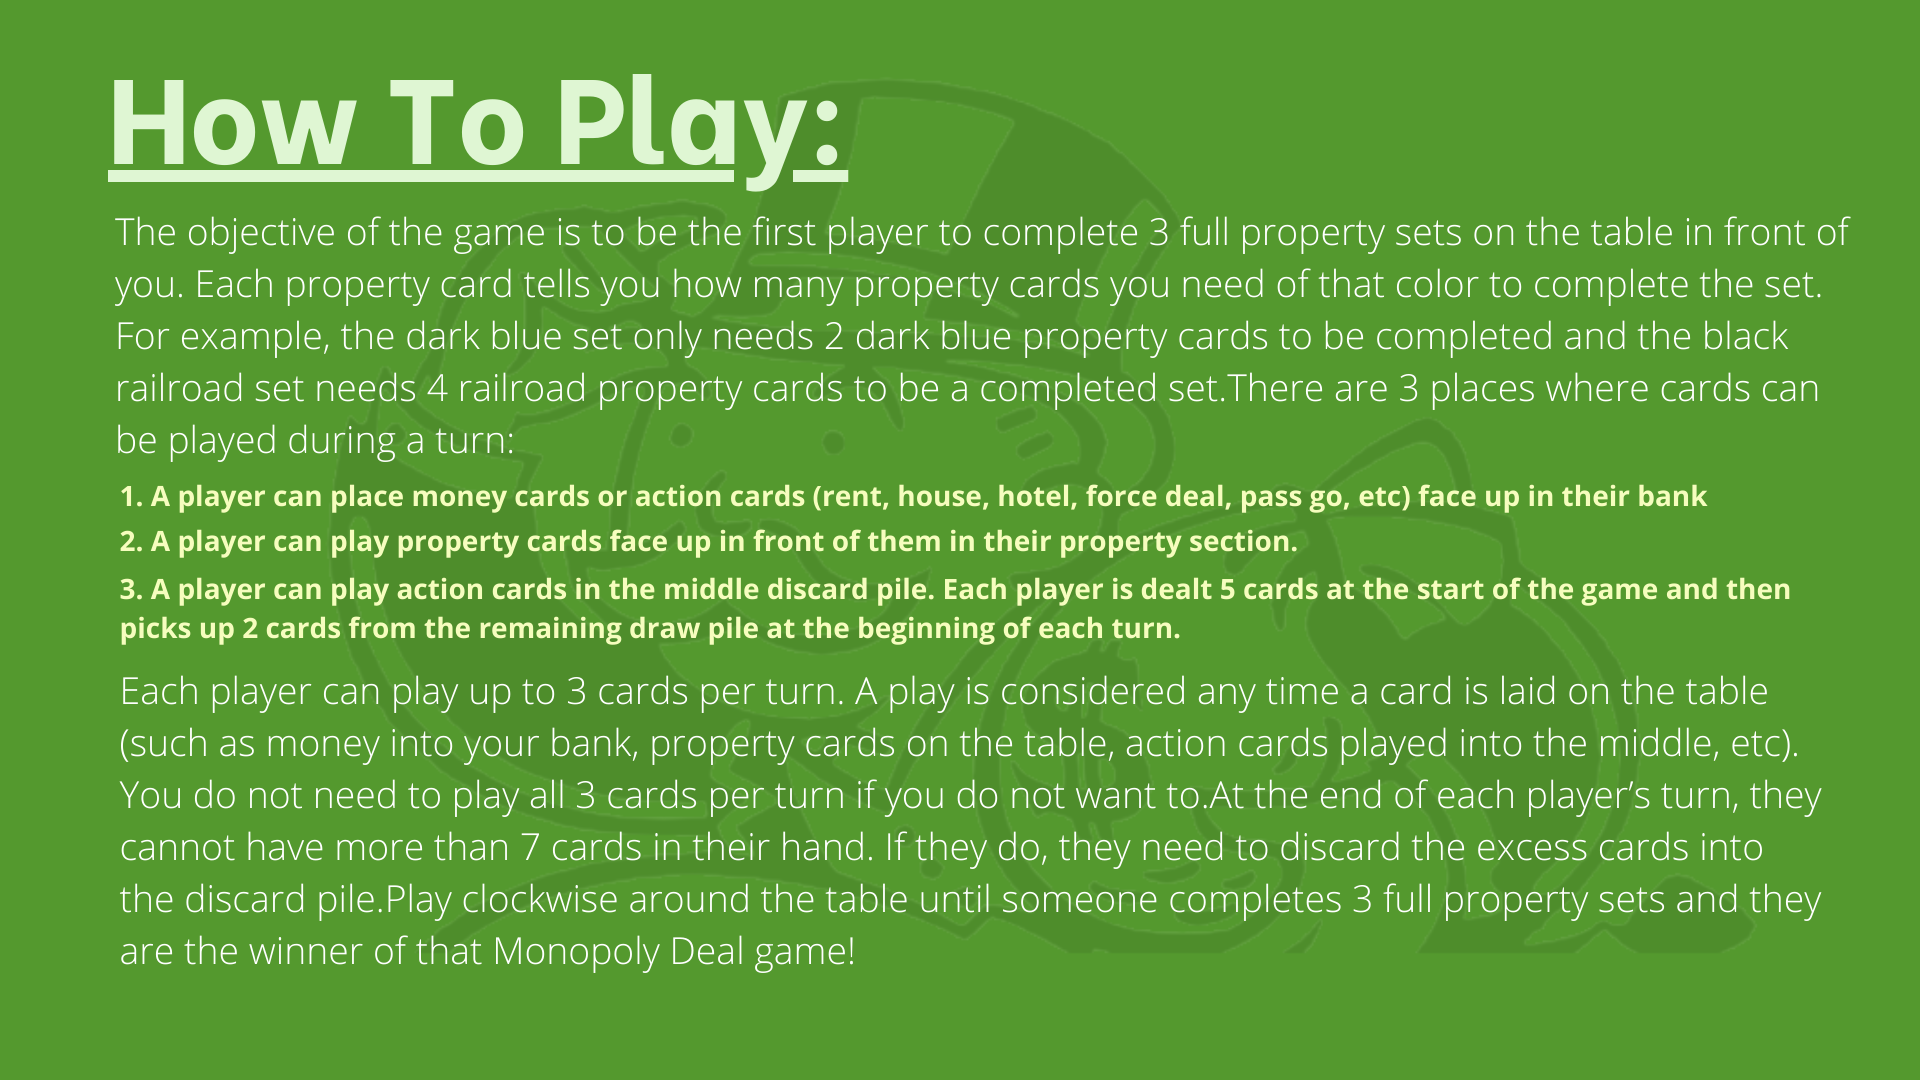 How To Play:
The objective of the game is to be the first player to complete 3 full property sets on the table in front of
you. Each property card tells you how many property cards you need of that color to complete the set.
For example, the dark blue set only needs 2 dark blue property cards to be completed and the black
railroad set needs 4 railroad property cards to be a completed set.There are 3 places where cards can
be played during a turn:
1. A player can place money cards or action cards (rent, house, hotel, force deal, pass go, etc) face up in their bank
2. A player can play property cards face up in front of them in their property section.
3. A player can play action cards in the middle discard pile. Each player is dealt 5 cards at the start of the game and then
picks up 2 cards from the remaining draw pile at the beginning of each turn.
Each player can play up to 3 cards per turn. A play is considered any time a card is laid on the table
(such as money into your bank, property cards on the table, action cards played into the middle, etc).
You do not need to play all 3 cards per turn if you do not want to.At the end of each player’s turn, they
cannot have more than 7 cards in their hand. If they do, they need to discard the excess cards into
the discard pile.Play clockwise around the table until someone completes 3 full property sets and they
are the winner of that Monopoly Deal game!